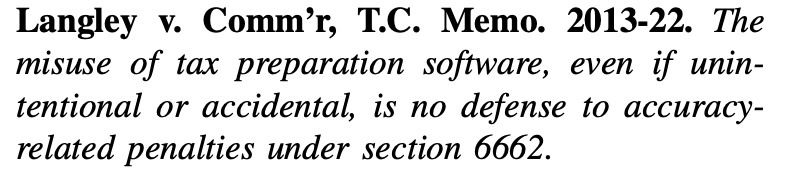 Langley v. Comm’r, T.C. Memo. 2013-22. The
misuse of tax preparation software, even if unin-
tentional or accidental, is no defense to accuracy-
related penalties under section 6662.